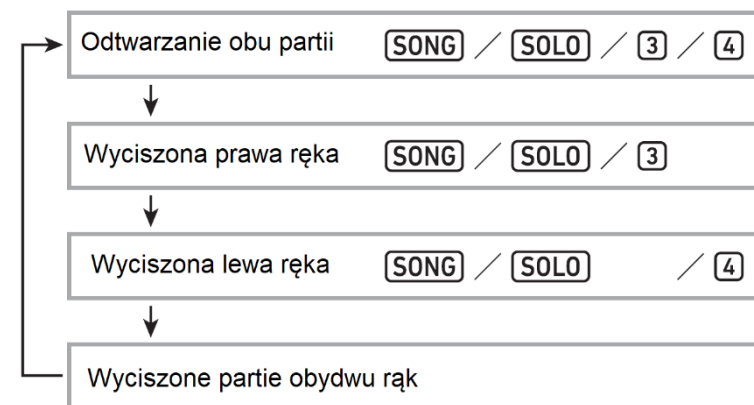 Odtwarzanie obu partii SONG / SOLO / 3 / 4
Wyciszona prawa ręka SONG / SOLO / 3
Wyciszona lewa ręka SONG / SOLO / 4
Wyciszone partie obydwu rąk